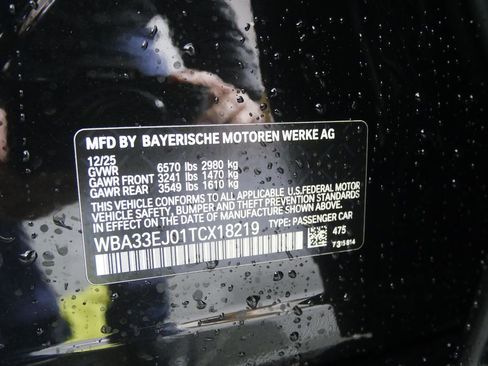 MFD BY BAYERISCHE MOTOREN WERKE AG
12/25
GVWR 6570 lbs 2980 kg
GAWR FRONT 3241 lbs 1470 kg
GAWR REAR 3549 lbs 1610 kg
THIS VEHICLE CONFORMS TO ALL APPLICABLE U.S.FEDERAL MOTOR
VEHICLE SAFETY, BUMPER, AND THEFT PREVENTION STANDARDS
IN EFFECT ON THE DATE OF MANUFACTURE SHOWN ABOVE.
WBA33EJ01TCX18219 TYPE: PASSENGER CAR
475